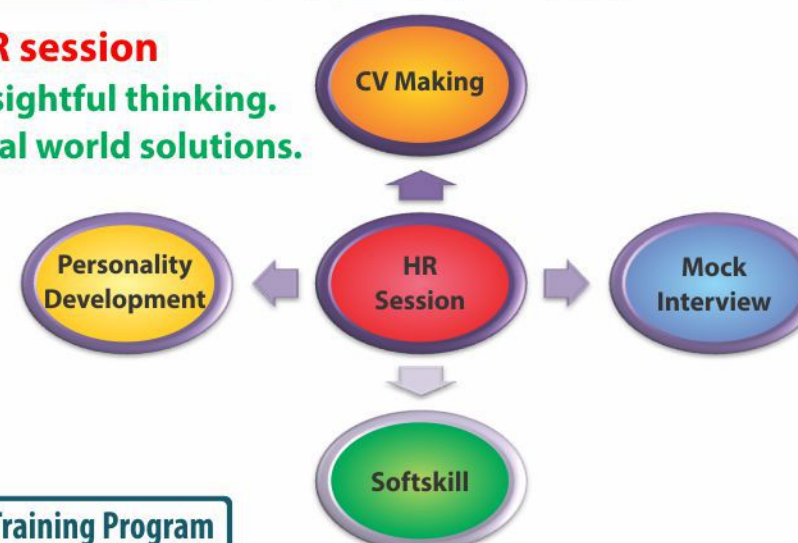 R session
sightful thinking.
al world solutions.
CV Making
Personality
Development
HR
Session
Mock
Interview
Softskill
Training Program